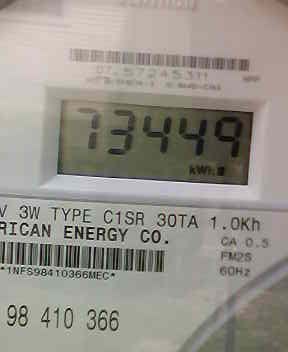 73449
kWh
V 3W TYPE C1SR 30TA 1.0Kh
RICAN ENERGY CO.
CA 0.5
FM2S
60Hz
*1NFS98410366MEC*
98 410 366